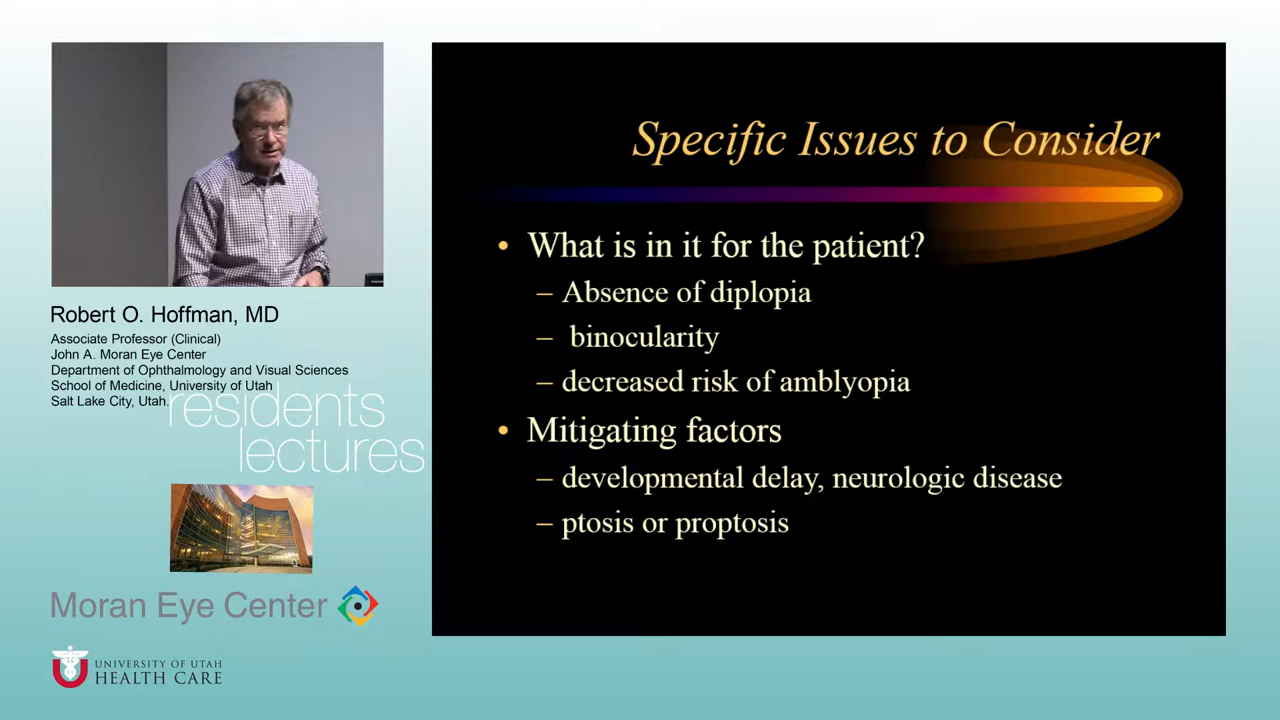 Robert O. Hoffman, MD
Associate Professor (Clinical)
John A. Moran Eye Center
Department of Ophthalmology and Visual Sciences
School of Medicine, University of Utah
Salt Lake City, Utah.
residents
lectures
Moran Eye Center
UNIVERSITY OF UTAH
HEALTH CARE
Specific Issues to Consider
• What is in it for the patient?
– Absence of diplopia
– binocularity
– decreased risk of amblyopia
• Mitigating factors
– developmental delay, neurologic disease
– ptosis or proptosis